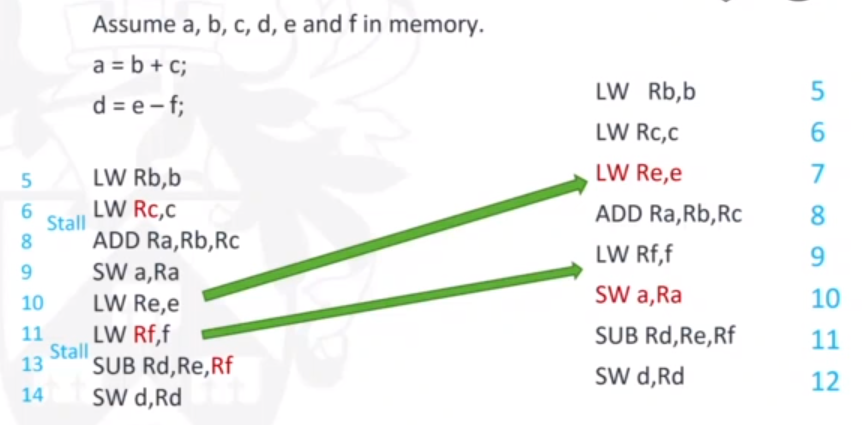 Assume a, b, c, d, e and f in memory.
a = b + c;
d = e – f;
5 LW Rb,b
6 LW Rc,c
Stall
8 ADD Ra,Rb,Rc
9 SW a,Ra
10 LW Re,e
11 LW Rf,f
Stall
13 SUB Rd,Re,Rf
14 SW d,Rd
LW Rb,b 5
LW Rc,c 6
LW Re,e 7
ADD Ra,Rb,Rc 8
LW Rf,f 9
SW a,Ra 10
SUB Rd,Re,Rf 11
SW d,Rd 12